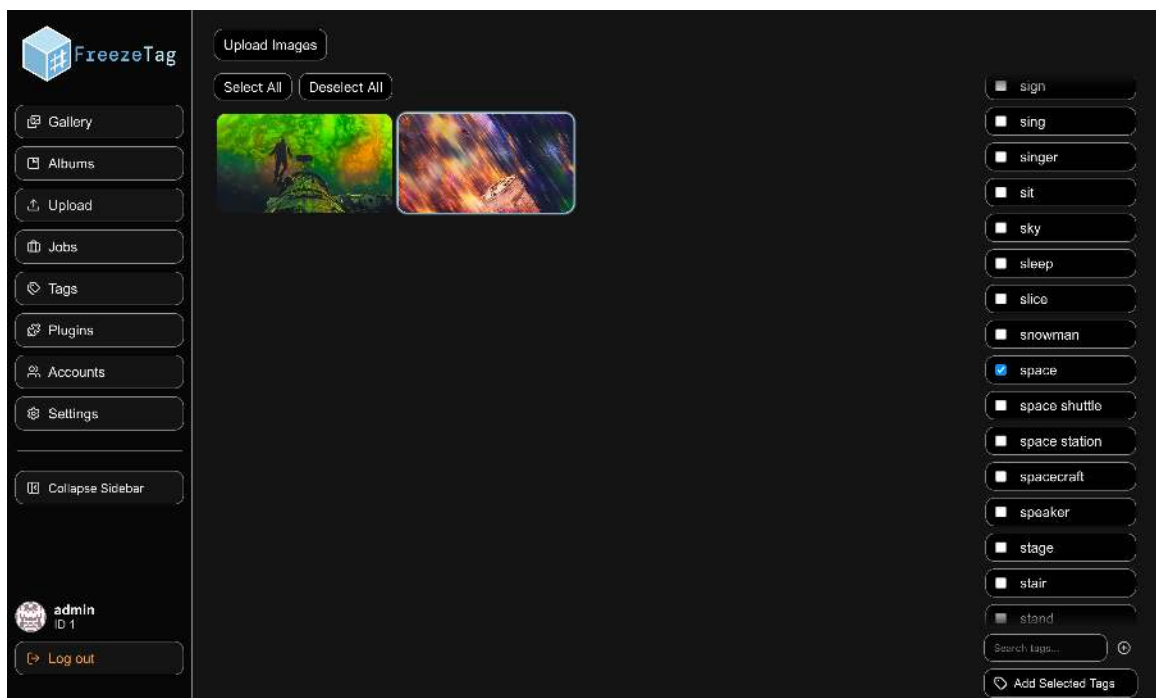 FreezeTag
Gallery
Albums
Upload
Jobs
Tags
Plugins
Accounts
Settings
Collapse Sidebar
admin
ID 1
Log out
Upload Images
Select All
Deselect All
sign
sing
singer
sit
sky
sleep
slice
snowman
space
space shuttle
space station
spacecraft
speaker
stage
stair
stand
Search tags...
Add Selected Tags